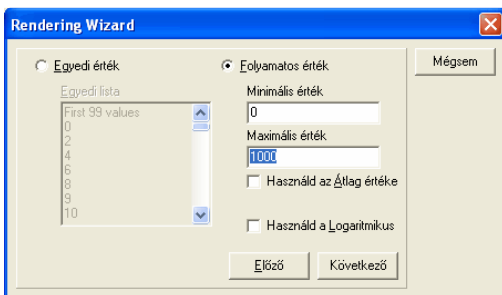 Rendering Wizard
Egyedi érték
Folyamatos érték
Mégsem
Egyedi lista
First 99 values
0
2
4
6
8
9
10
Minimális érték
0
Maximális érték
1000
Használd az Átlag értéke
Használd a Logaritmikus
Előző
Következő